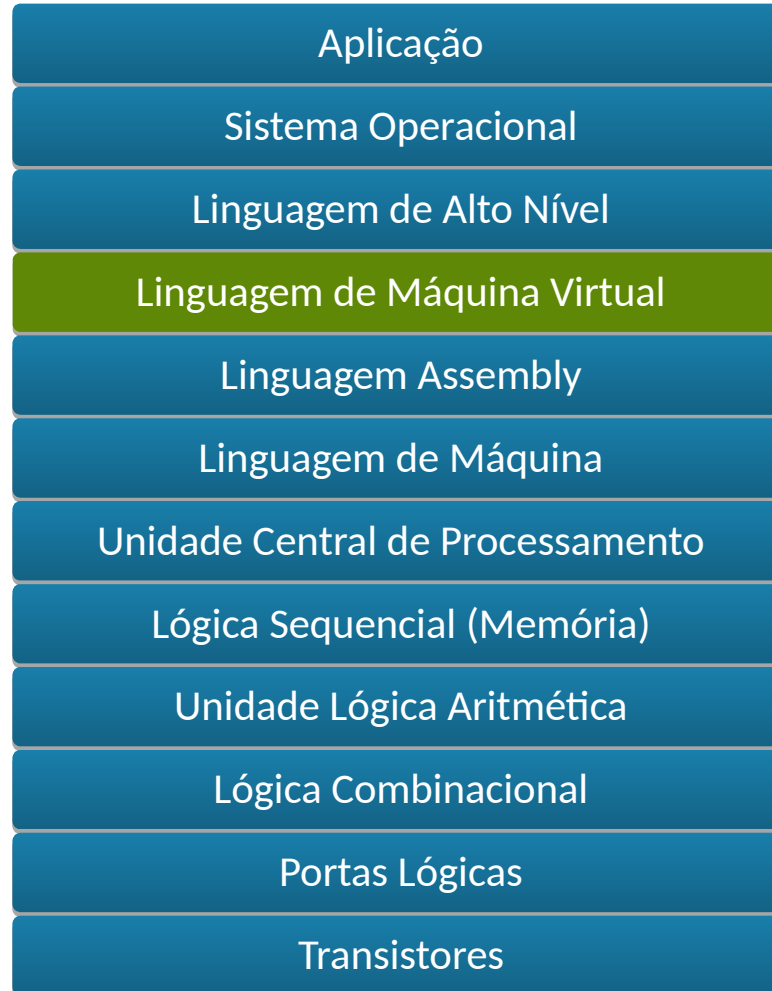 Aplicação
Sistema Operacional
Linguagem de Alto Nível
Linguagem de Máquina Virtual
Linguagem Assembly
Linguagem de Máquina
Unidade Central de Processamento
Lógica Sequencial (Memória)
Unidade Lógica Aritmética
Lógica Combinacional
Portas Lógicas
Transistores